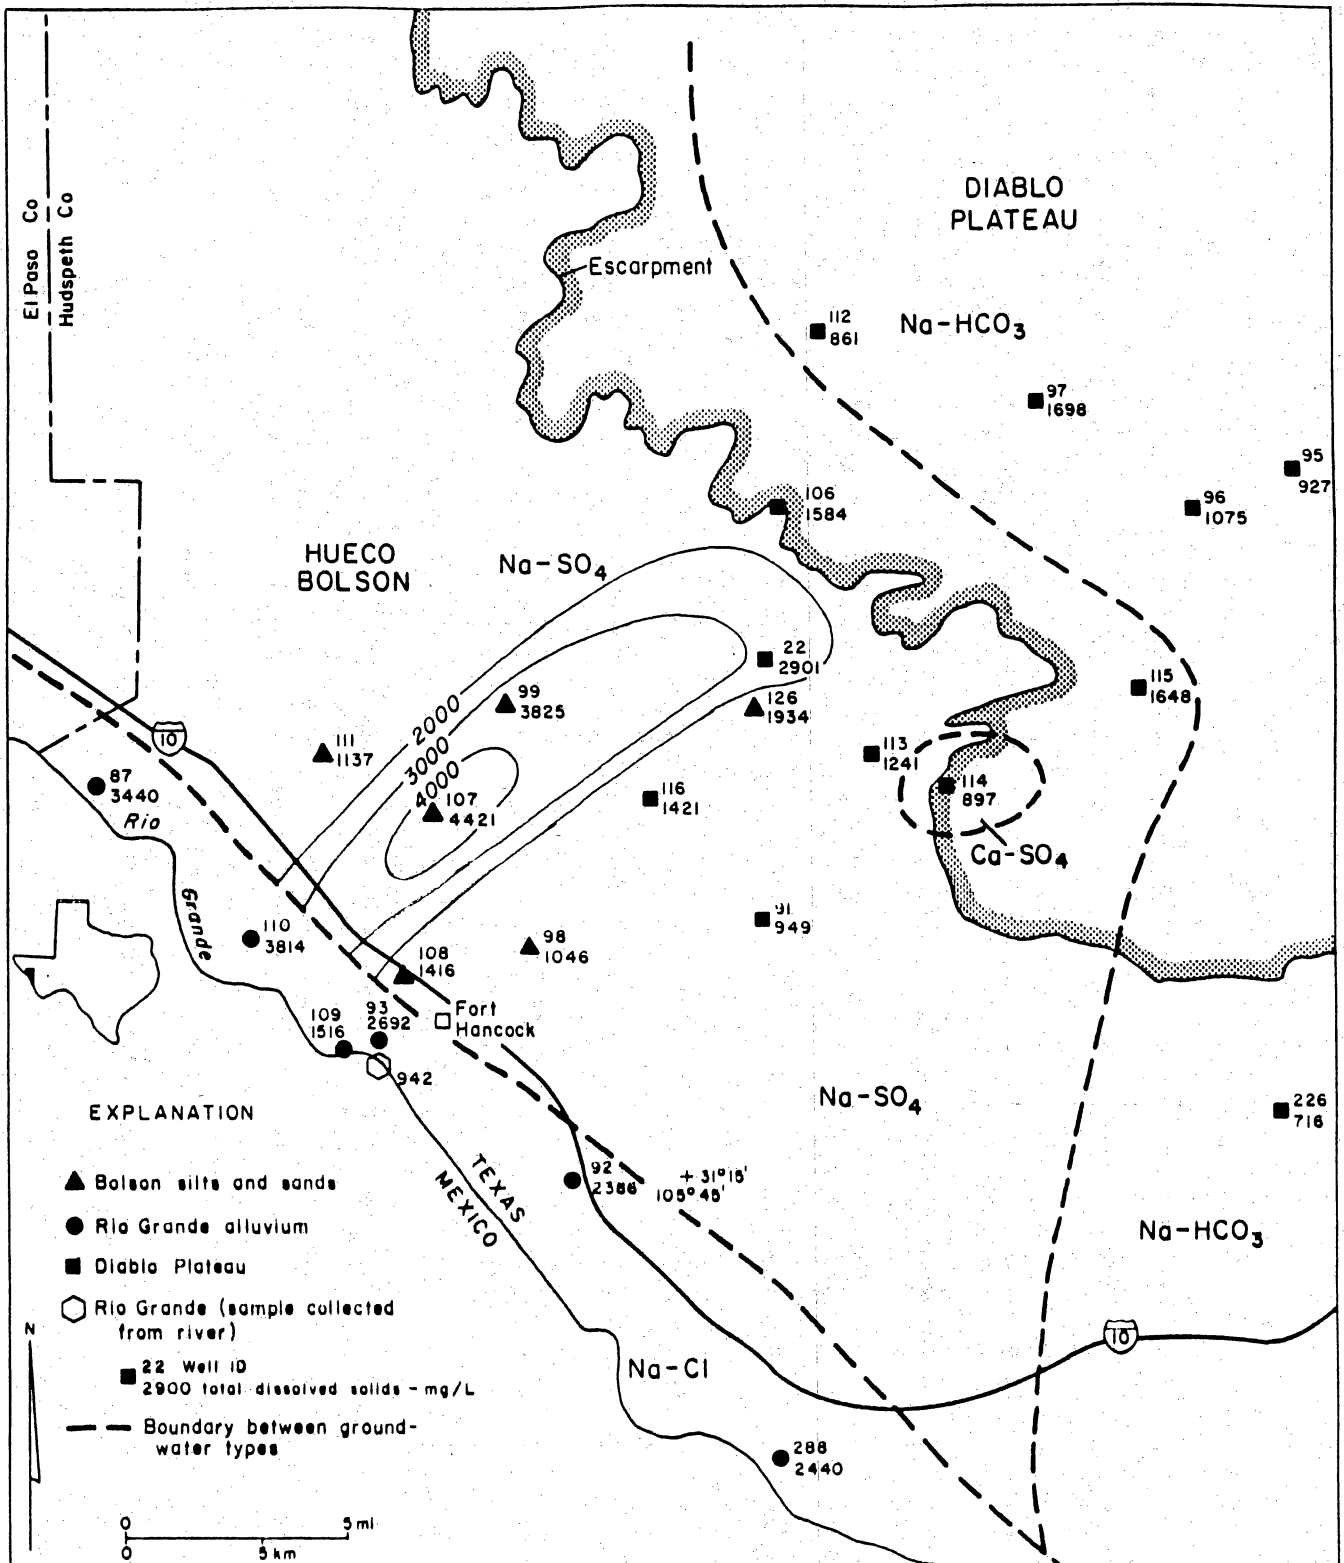 El Paso Co
Hudspeth Co
DIABLO
PLATEAU
Escarpment
112
861
Na-HCO3
97
1698
95
927
96
1075
106
1584
HUECO
BOLSON
Na-SO4
22
2901
126
1934
115
1648
99
3825
2000
3000
4000
111
1137
10
113
1241
87
3440
107
4421
116
1421
114
897
Rio
Grande
Ca-SO4
91
949
110
3814
98
1046
108
1416
109
1516
93
2692
Fort
Hancock
942
Na-SO4
226
716
EXPLANATION
Bolson silts and sands
Rio Grande alluvium
Diablo Plateau
Rio Grande (sample collected
from river)
22 Well ID
2900 total dissolved solids - mg/L
Boundary between ground-
water types
N
0 5 mi
0 5 km
TEXAS
MEXICO
92
2386
+ 31°15'
105°45'
Na-HCO3
10
Na-Cl
288
2440